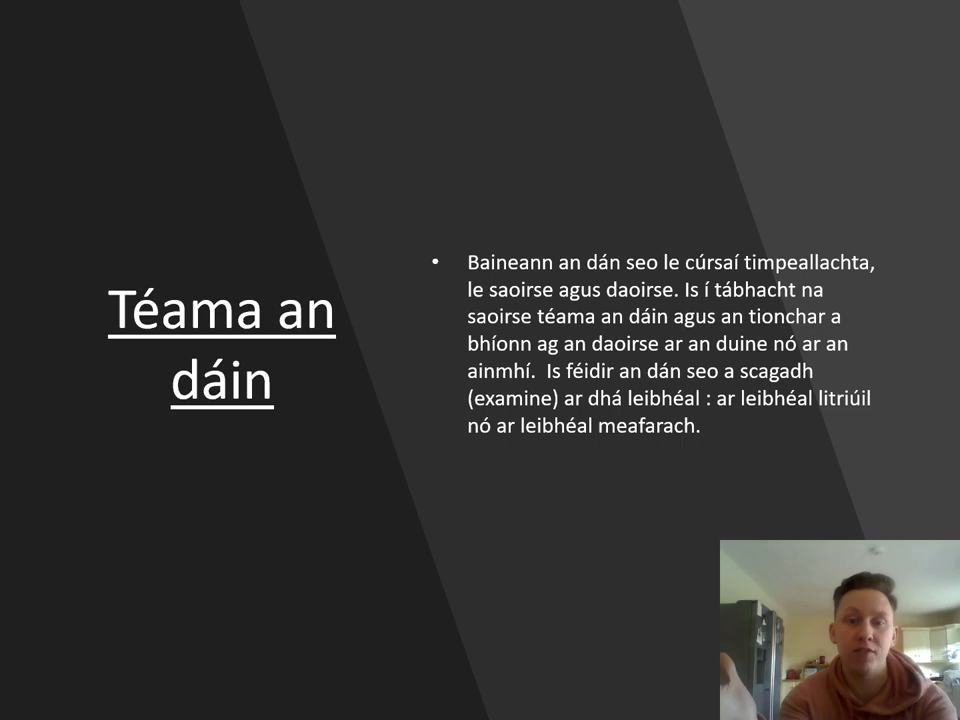 Téama an
dáin
• Baineann an dán seo le cúrsaí timpeallachta,
le saoirse agus daoirse. Is í tábhacht na
saoirse téama an dáin agus an tionchar a
bhíonn ag an daoirse ar an duine nó ar an
ainmhí.  Is féidir an dán seo a scagadh
(examine) ar dhá leibhéal : ar leibhéal litriúil
nó ar leibhéal meafarach.